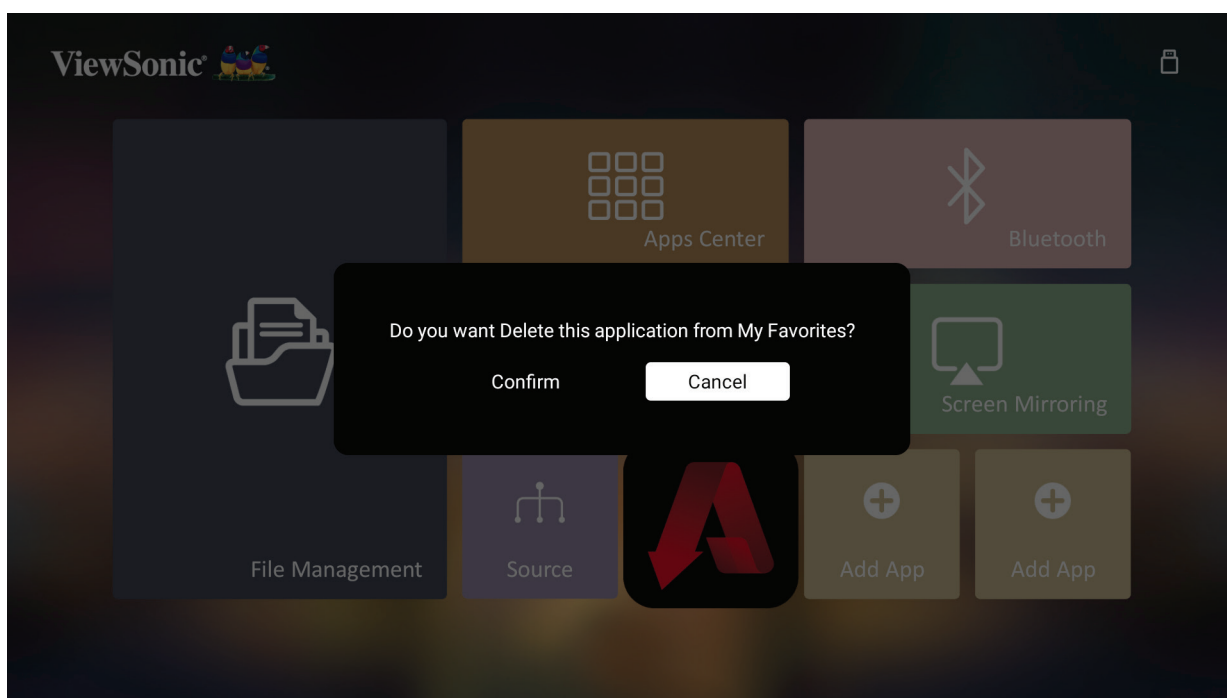 ViewSonic®
Apps Center
Bluetooth
Do you want Delete this application from My Favorites?
Confirm
Cancel
Screen Mirroring
File Management
Source
Add App
Add App